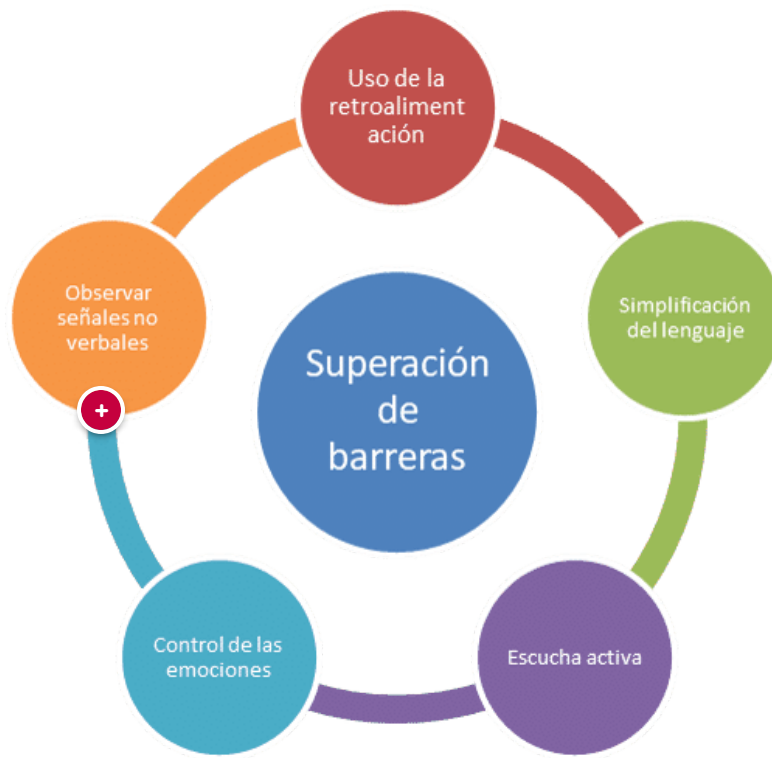 Uso de la
retroaliment
ación
Simplificación
del lenguaje
Escucha activa
Control de las
emociones
Observar
señales no
verbales
+
Superación
de
barreras